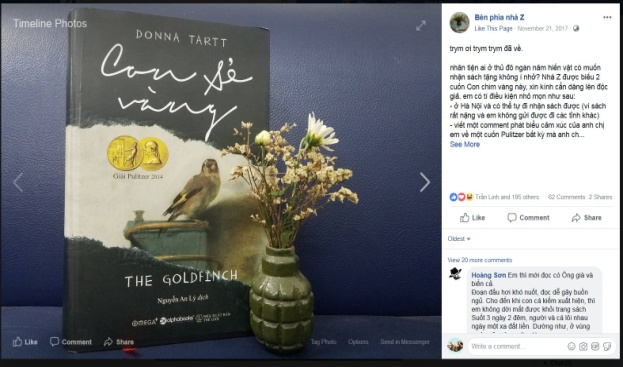 Timeline Photos
DONNA TARTT
Con sẻ
vàng
Giải Pulitzer 2014
THE GOLDFINCH
Nguyễn An Lý dịch
OMEGA+ alphabooks
Like Comment Share
Tag Photo Options Send in Messenger
Bên phía nhà Z
Like This Page · November 21, 2017 ·
trym ơi trym trym đã về.
nhân tiện ai ở thủ đô ngàn năm hiến vật có muốn
nhận sách tặng không í nhở? Nhà Z được biếu 2
cuốn Con chim vàng này, xin kính cẩn dâng lên độc
giả. em có tí điều kiện nhỏ mọn như sau:
- ở Hà Nội và có thể tự đi nhận sách được (vì sách
rất nặng và em không gửi được đi các tỉnh khác)
- viết một comment phát biểu cảm xúc của anh chị
em về một cuốn Pulitzer bất kỳ mà anh ch...
See More
Trần Linh and 195 others 62 Comments 2 Shares
Like Comment Share
Oldest
View 20 more comments
Hoàng Sơn Em thì mới đọc có Ông già và
biển cả.
Đoạn đầu hơi khó nuốt, đọc dễ gây buồn
ngủ. Cho đến khi con cá kiếm xuất hiện, thì
em không dời mắt được khỏi trang sách
Suốt 3 ngày 2 đêm, người và cá lôi nhau
ngày một xa đất liền. Dường như, ở vùng
Write a comment...